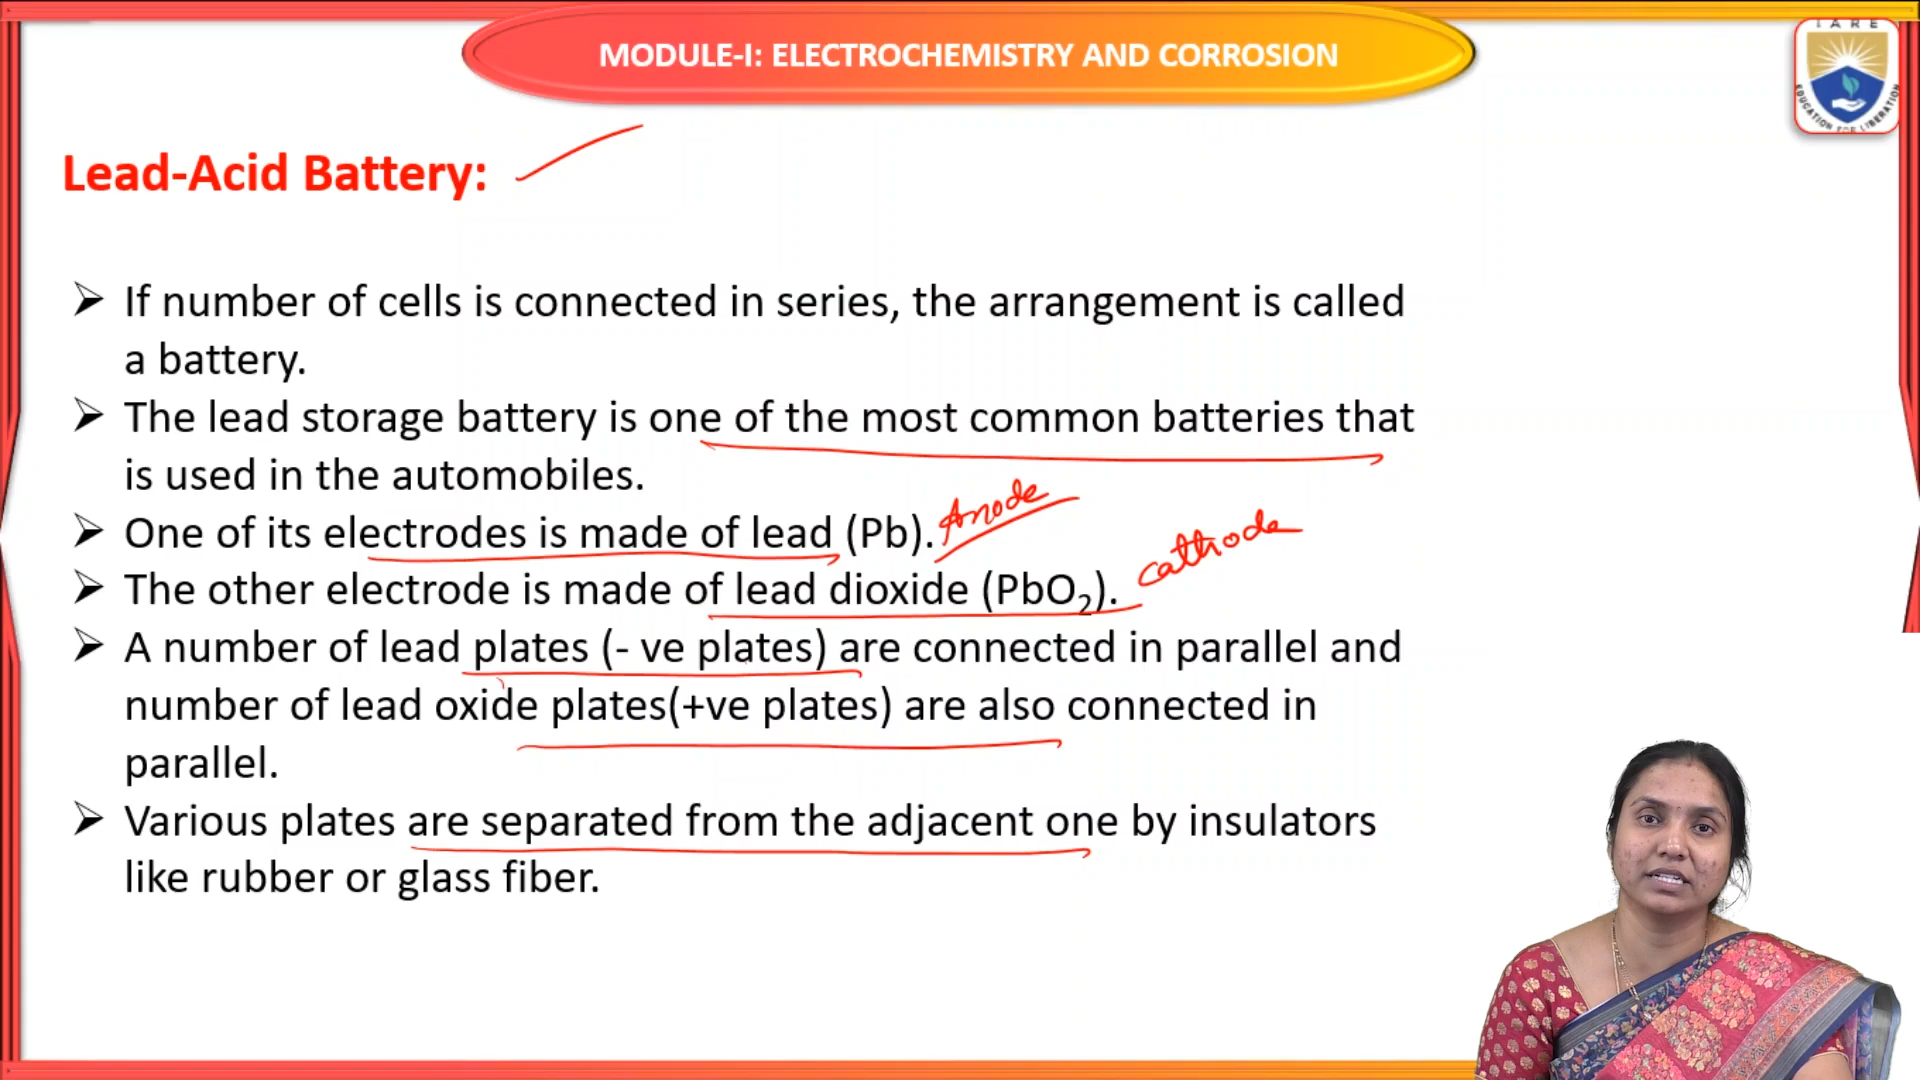 MODULE-I: ELECTROCHEMISTRY AND CORROSION
IARE
EDUCATION FOR LIBERATION
Lead-Acid Battery:
➢ If number of cells is connected in series, the arrangement is called
a battery.
➢ The lead storage battery is one of the most common batteries that
is used in the automobiles.
➢ One of its electrodes is made of lead (Pb). Anode
➢ The other electrode is made of lead dioxide (PbO₂). cathode
➢ A number of lead plates (- ve plates) are connected in parallel and
number of lead oxide plates(+ve plates) are also connected in
parallel.
➢ Various plates are separated from the adjacent one by insulators
like rubber or glass fiber.